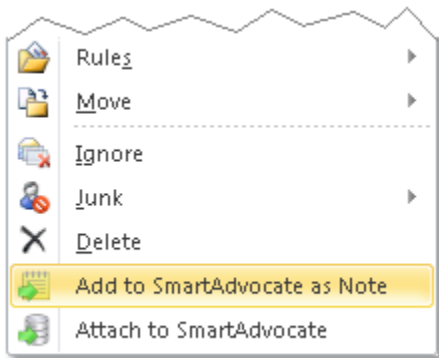 Rules
Move
Ignore
Junk
Delete
Add to SmartAdvocate as Note
Attach to SmartAdvocate